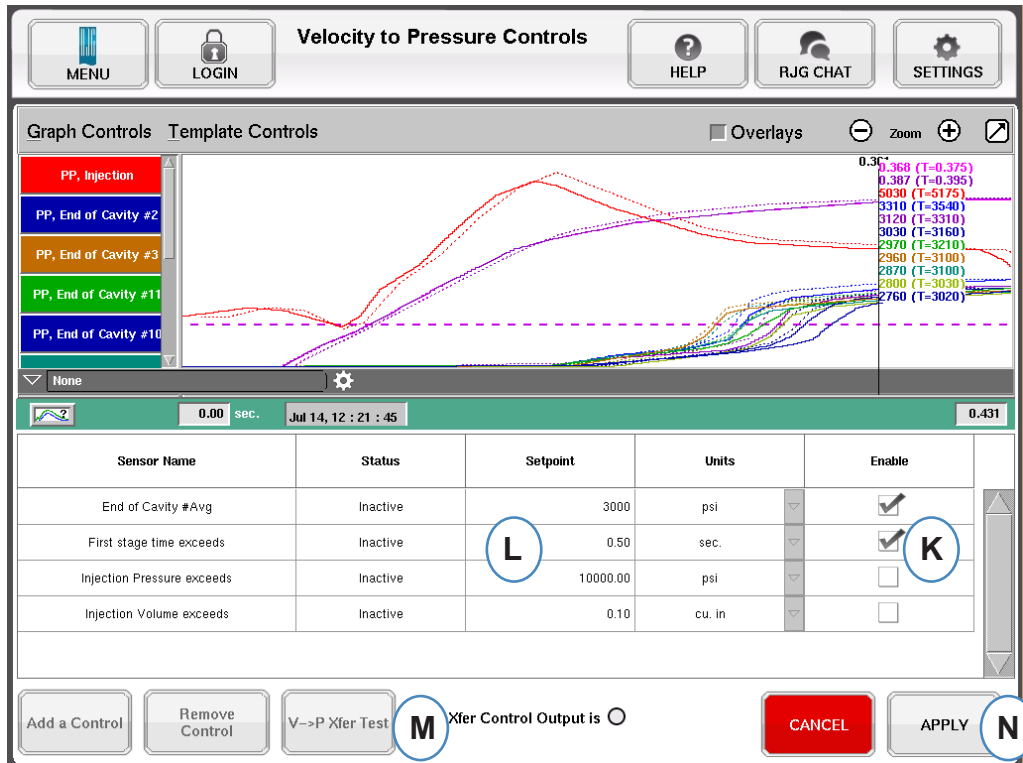 Velocity to Pressure Controls
MENU
LOGIN
HELP
RJG CHAT
SETTINGS
Graph Controls Template Controls
Overlays
Zoom
PP, Injection
PP, End of Cavity #2
PP, End of Cavity #3
PP, End of Cavity #11
PP, End of Cavity #10
0.368 (T=0.375)
0.387 (T=0.395)
5030 (T=5175)
3310 (T=3540)
3120 (T=3310)
3030 (T=3160)
2970 (T=3210)
2960 (T=3100)
2870 (T=3100)
2800 (T=3030)
2760 (T=3020)
None
0.00 sec.
Jul 14, 12 : 21 : 45
0.431
Sensor Name Status Setpoint Units Enable
End of Cavity #Avg Inactive 3000 psi
First stage time exceeds Inactive 0.50 sec.
Injection Pressure exceeds Inactive 10000.00 psi
Injection Volume exceeds Inactive 0.10 cu. in
L
K
Add a Control
Remove
Control
V->P Xfer Test
M
Xfer Control Output is
CANCEL
APPLY
N